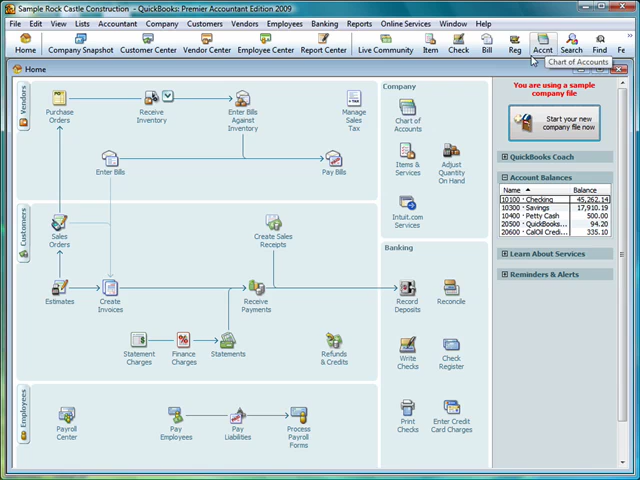 Sample Rock Castle Construction - QuickBooks: Premier Accountant Edition 2009
File Edit View Lists Accountant Company Customers Vendors Employees Banking Reports Online Services Window Help
Home Company Snapshot Customer Center Vendor Center Employee Center Report Center Live Community Item Check Bill Reg Accnt Search Find Fe
Chart of Accounts
Home
Vendors
Purchase
Orders
Receive
Inventory
Enter Bills
Against
Inventory
Manage
Sales
Tax
Enter Bills
Pay Bills
Customers
Sales
Orders
Create Sales
Receipts
Estimates
Create
Invoices
Receive
Payments
Statement
Charges
Finance
Charges
Statements
Refunds
& Credits
Employees
Payroll
Center
Pay
Employees
Pay
Liabilities
Process
Payroll
Forms
Company
Chart of
Accounts
Items &
Services
Adjust
Quantity
On Hand
Intuit.com
Services
Banking
Record
Deposits
Reconcile
Write
Checks
Check
Register
Print
Checks
Enter Credit
Card Charges
You are using a sample
company file
Start your new
company file now
QuickBooks Coach
Account Balances
Name Balance
10100 · Checking 45,262.14
10300 · Savings 17,910.19
10400 · Petty Cash 500.00
20500 · QuickBooks... 94.20
20600 · CalOil Credi... 335.10
Learn About Services
Reminders & Alerts